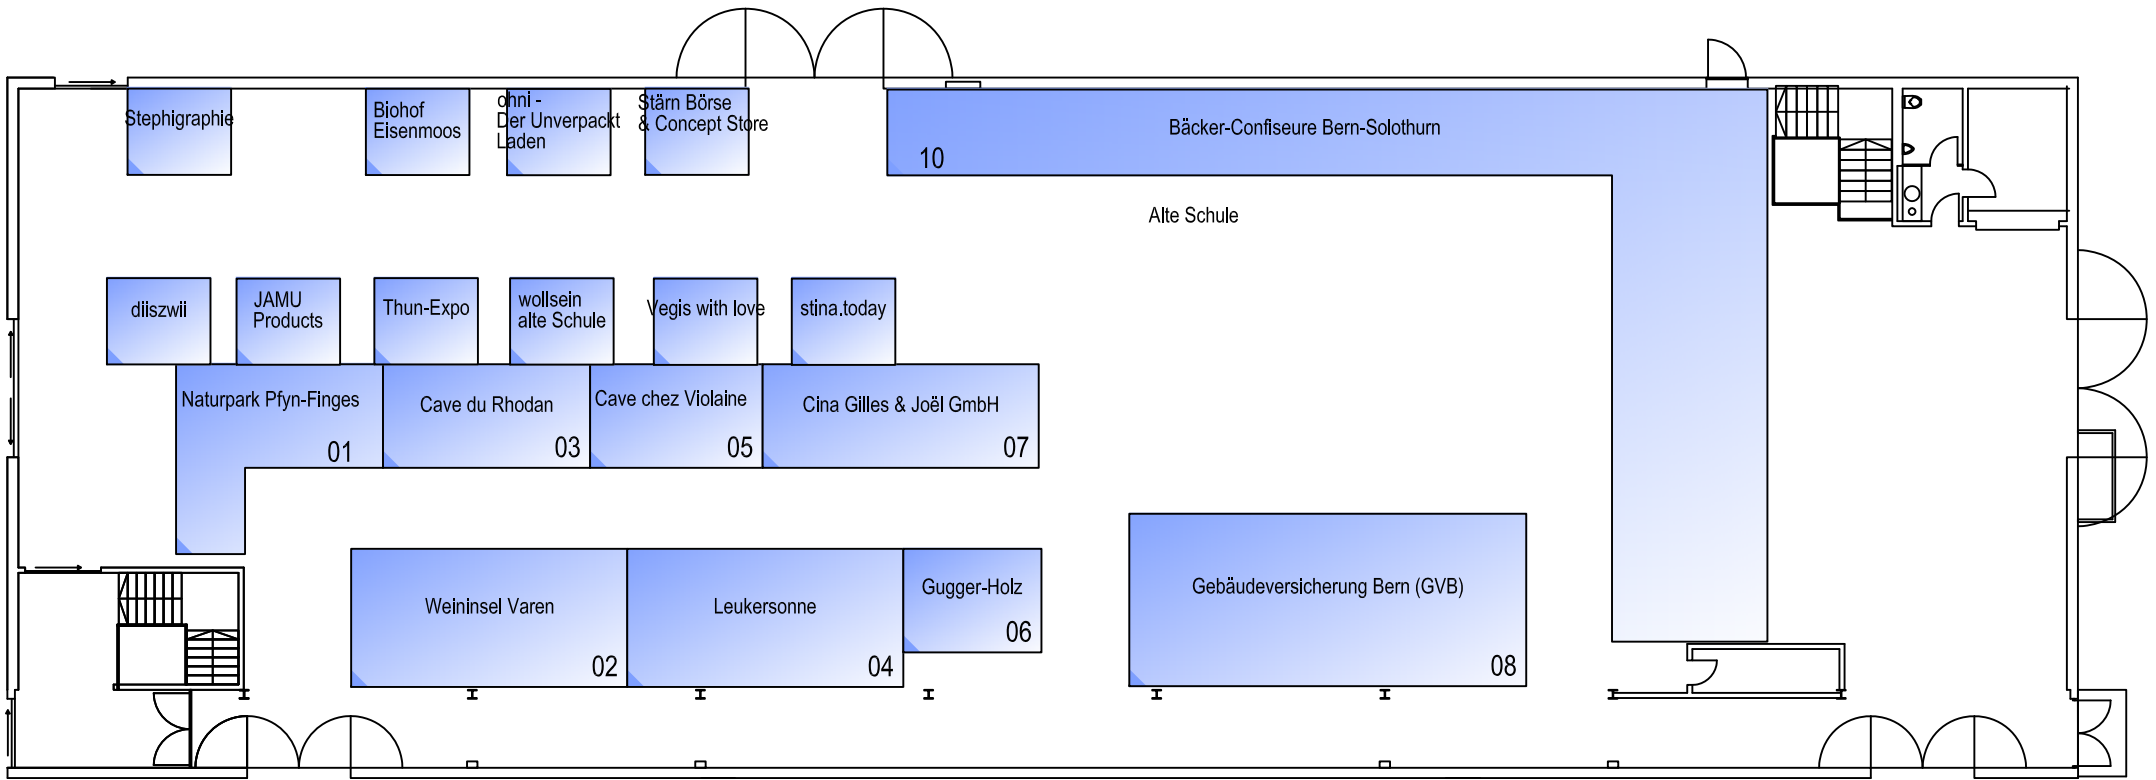 Stephigraphie
Biohof
Eisenmoos
ohni -
Der Unverpackt
Laden
Stärn Börse
& Concept Store
Bäcker-Confiseure Bern-Solothurn
10
Alte Schule
diiszwii
JAMU
Products
Thun-Expo
wollsein
alte Schule
Vegis with love
stina.today
Naturpark Pfyn-Finges
01
Cave du Rhodan
03
Cave chez Violaine
05
Cina Gilles & Joël GmbH
07
Weininsel Varen
02
Leukersonne
04
Gugger-Holz
06
Gebäudeversicherung Bern (GVB)
08